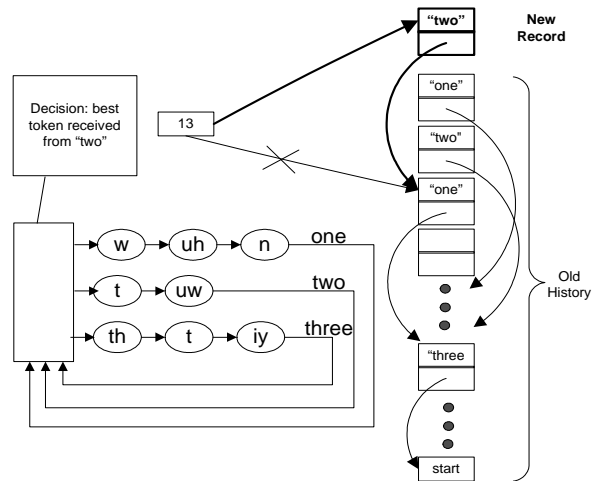 “two”
New
Record
Decision: best
token received
from “two”
13
“one”
“two”
“one”
w
uh
n
one
t
uw
two
th
t
iy
three
Old
History
“three
start